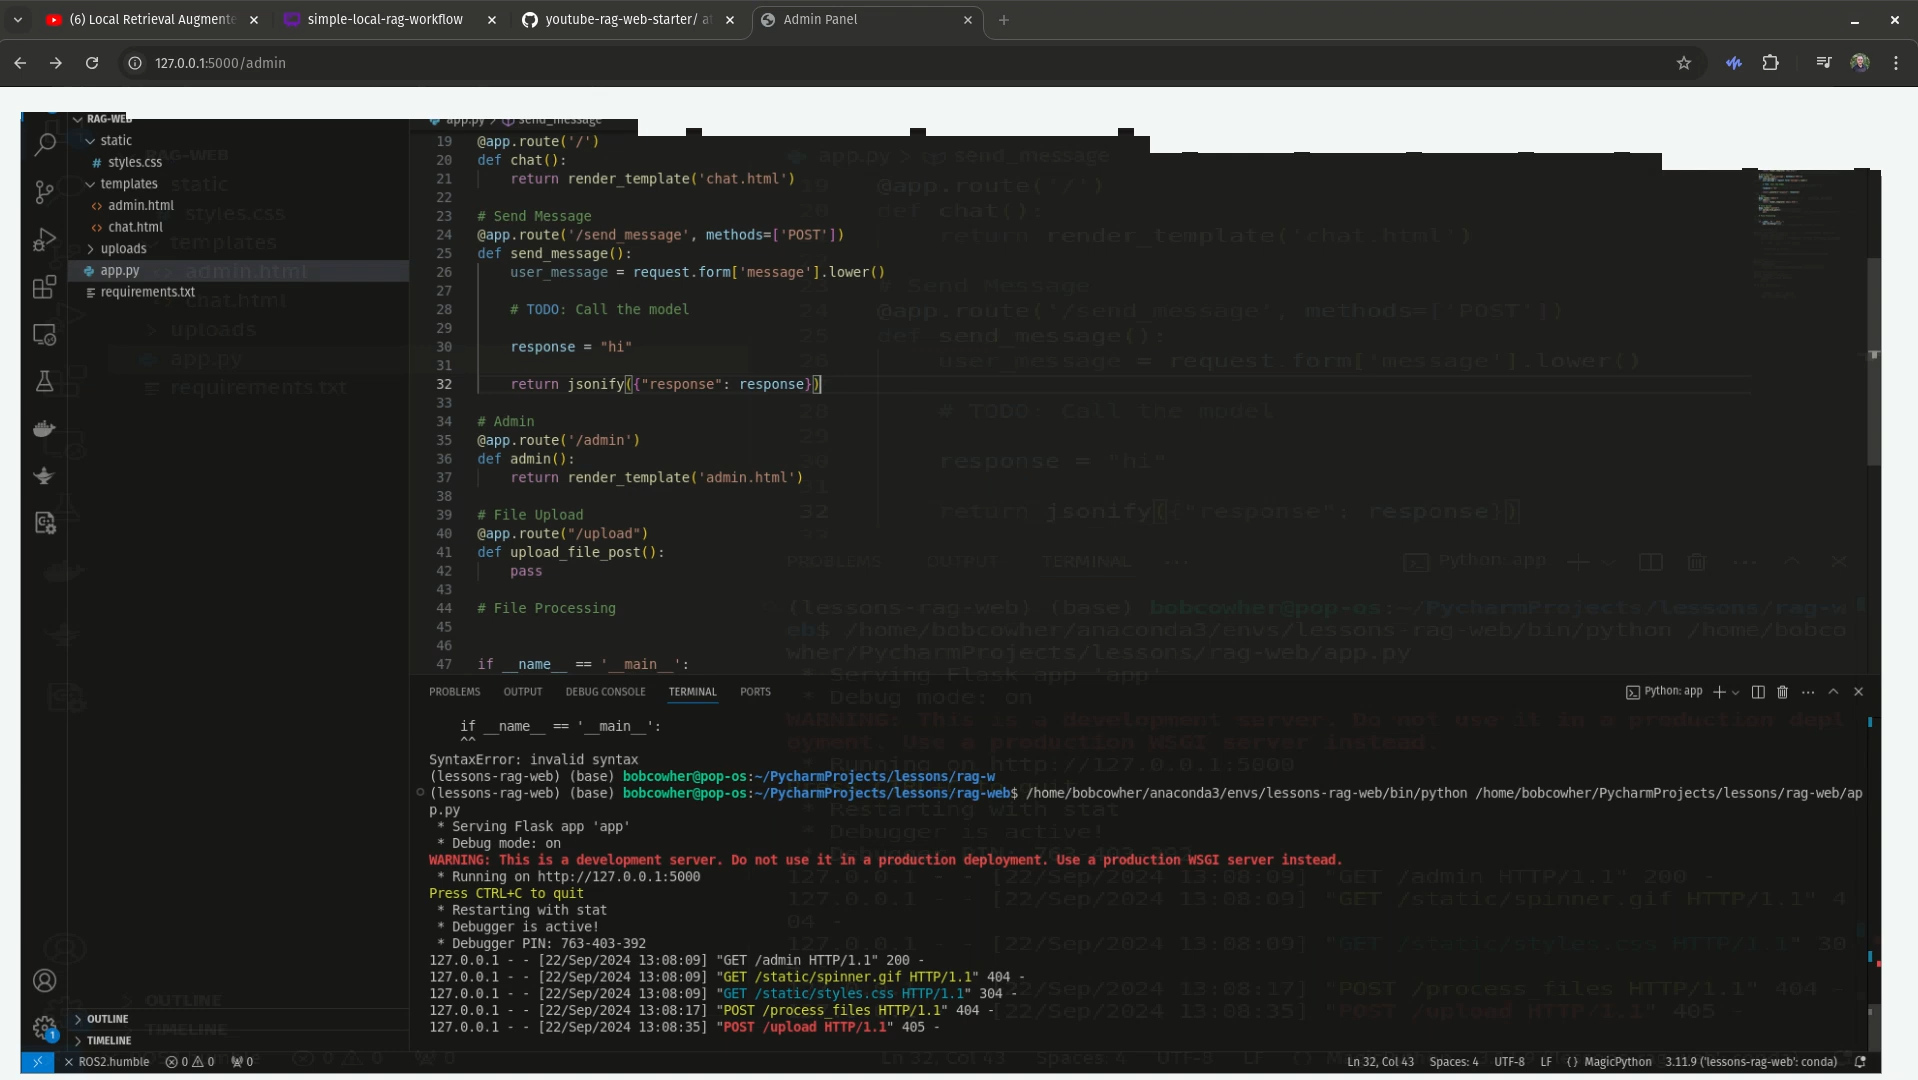 (6) Local Retrieval Augmente
simple-local-rag-workflow
youtube-rag-web-starter/ at
Admin Panel
127.0.0.1:5000/admin
RAG-WEB
static
# styles.css
templates
<> admin.html
<> chat.html
uploads
app.py
requirements.txt
OUTLINE
TIMELINE
app.py > send_message
19 @app.route('/')
20 def chat():
21 return render_template('chat.html')
22
23 # Send Message
24 @app.route('/send_message', methods=['POST'])
25 def send_message():
26 user_message = request.form['message'].lower()
27
28 # TODO: Call the model
29
30 response = "hi"
31
32 return jsonify({"response": response})
33
34 # Admin
35 @app.route('/admin')
36 def admin():
37 return render_template('admin.html')
38
39 # File Upload
40 @app.route("/upload")
41 def upload_file_post():
42 pass
43
44 # File Processing
45
46
47 if __name__ == '__main__':
PROBLEMS OUTPUT DEBUG CONSOLE TERMINAL PORTS
Python: app
if __name__ == '__main__':
^^
SyntaxError: invalid syntax
(lessons-rag-web) (base) bobcowher@pop-os:~/PycharmProjects/lessons/rag-w
(lessons-rag-web) (base) bobcowher@pop-os:~/PycharmProjects/lessons/rag-web$ /home/bobcowher/anaconda3/envs/lessons-rag-web/bin/python /home/bobcowher/PycharmProjects/lessons/rag-web/ap
p.py
* Serving Flask app 'app'
* Debug mode: on
WARNING: This is a development server. Do not use it in a production deployment. Use a production WSGI server instead.
* Running on http://127.0.0.1:5000
Press CTRL+C to quit
* Restarting with stat
* Debugger is active!
* Debugger PIN: 763-403-392
127.0.0.1 - - [22/Sep/2024 13:08:09] "GET /admin HTTP/1.1" 200 -
127.0.0.1 - - [22/Sep/2024 13:08:09] "GET /static/spinner.gif HTTP/1.1" 404 -
127.0.0.1 - - [22/Sep/2024 13:08:09] "GET /static/styles.css HTTP/1.1" 304 -
127.0.0.1 - - [22/Sep/2024 13:08:17] "POST /process_files HTTP/1.1" 404 -
127.0.0.1 - - [22/Sep/2024 13:08:35] "POST /upload HTTP/1.1" 405 -
ROS2.humble 0 0 0
Ln 32, Col 43 Spaces: 4 UTF-8 LF { } MagicPython 3.11.9 ('lessons-rag-web': conda)